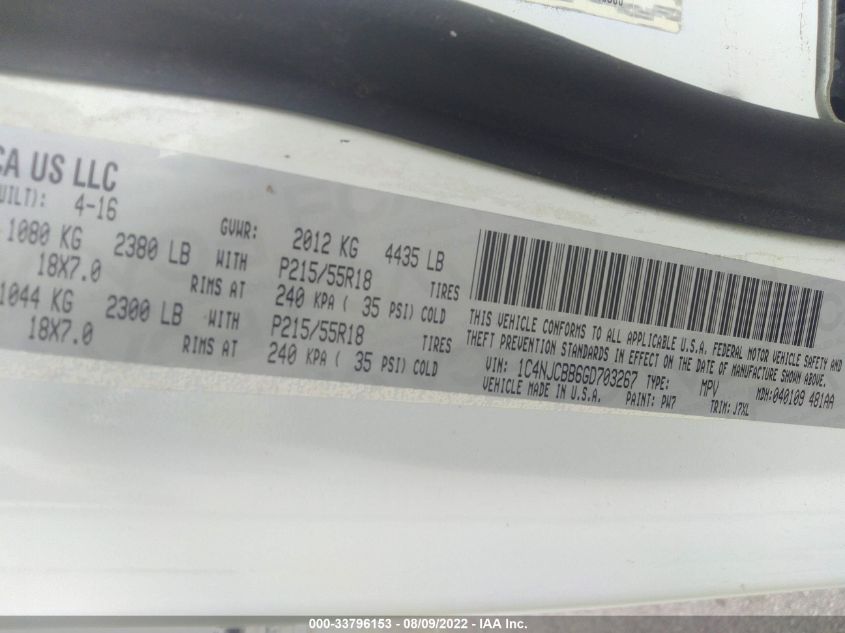 CA US LLC
UILT): 4-16
GVWR: 2012 KG 4435 LB
1080 KG 2380 LB WITH P215/55R18 TIRES
18X7.0 RIMS AT 240 KPA ( 35 PSI) COLD
1044 KG 2300 LB WITH P215/55R18 TIRES
18X7.0 RIMS AT 240 KPA ( 35 PSI) COLD
THIS VEHICLE CONFORMS TO ALL APPLICABLE U.S.A. FEDERAL MOTOR VEHICLE SAFETY AND
THEFT PREVENTION STANDARDS IN EFFECT ON THE DATE OF MANUFACTURE SHOWN ABOVE.
VIN: 1C4NJCBB6GD703267 TYPE: MPV MDH:040109 481AA
VEHICLE MADE IN U.S.A. PAINT: PW7 TRIM: J7XL
000-33796153 - 08/09/2022 - IAA Inc.